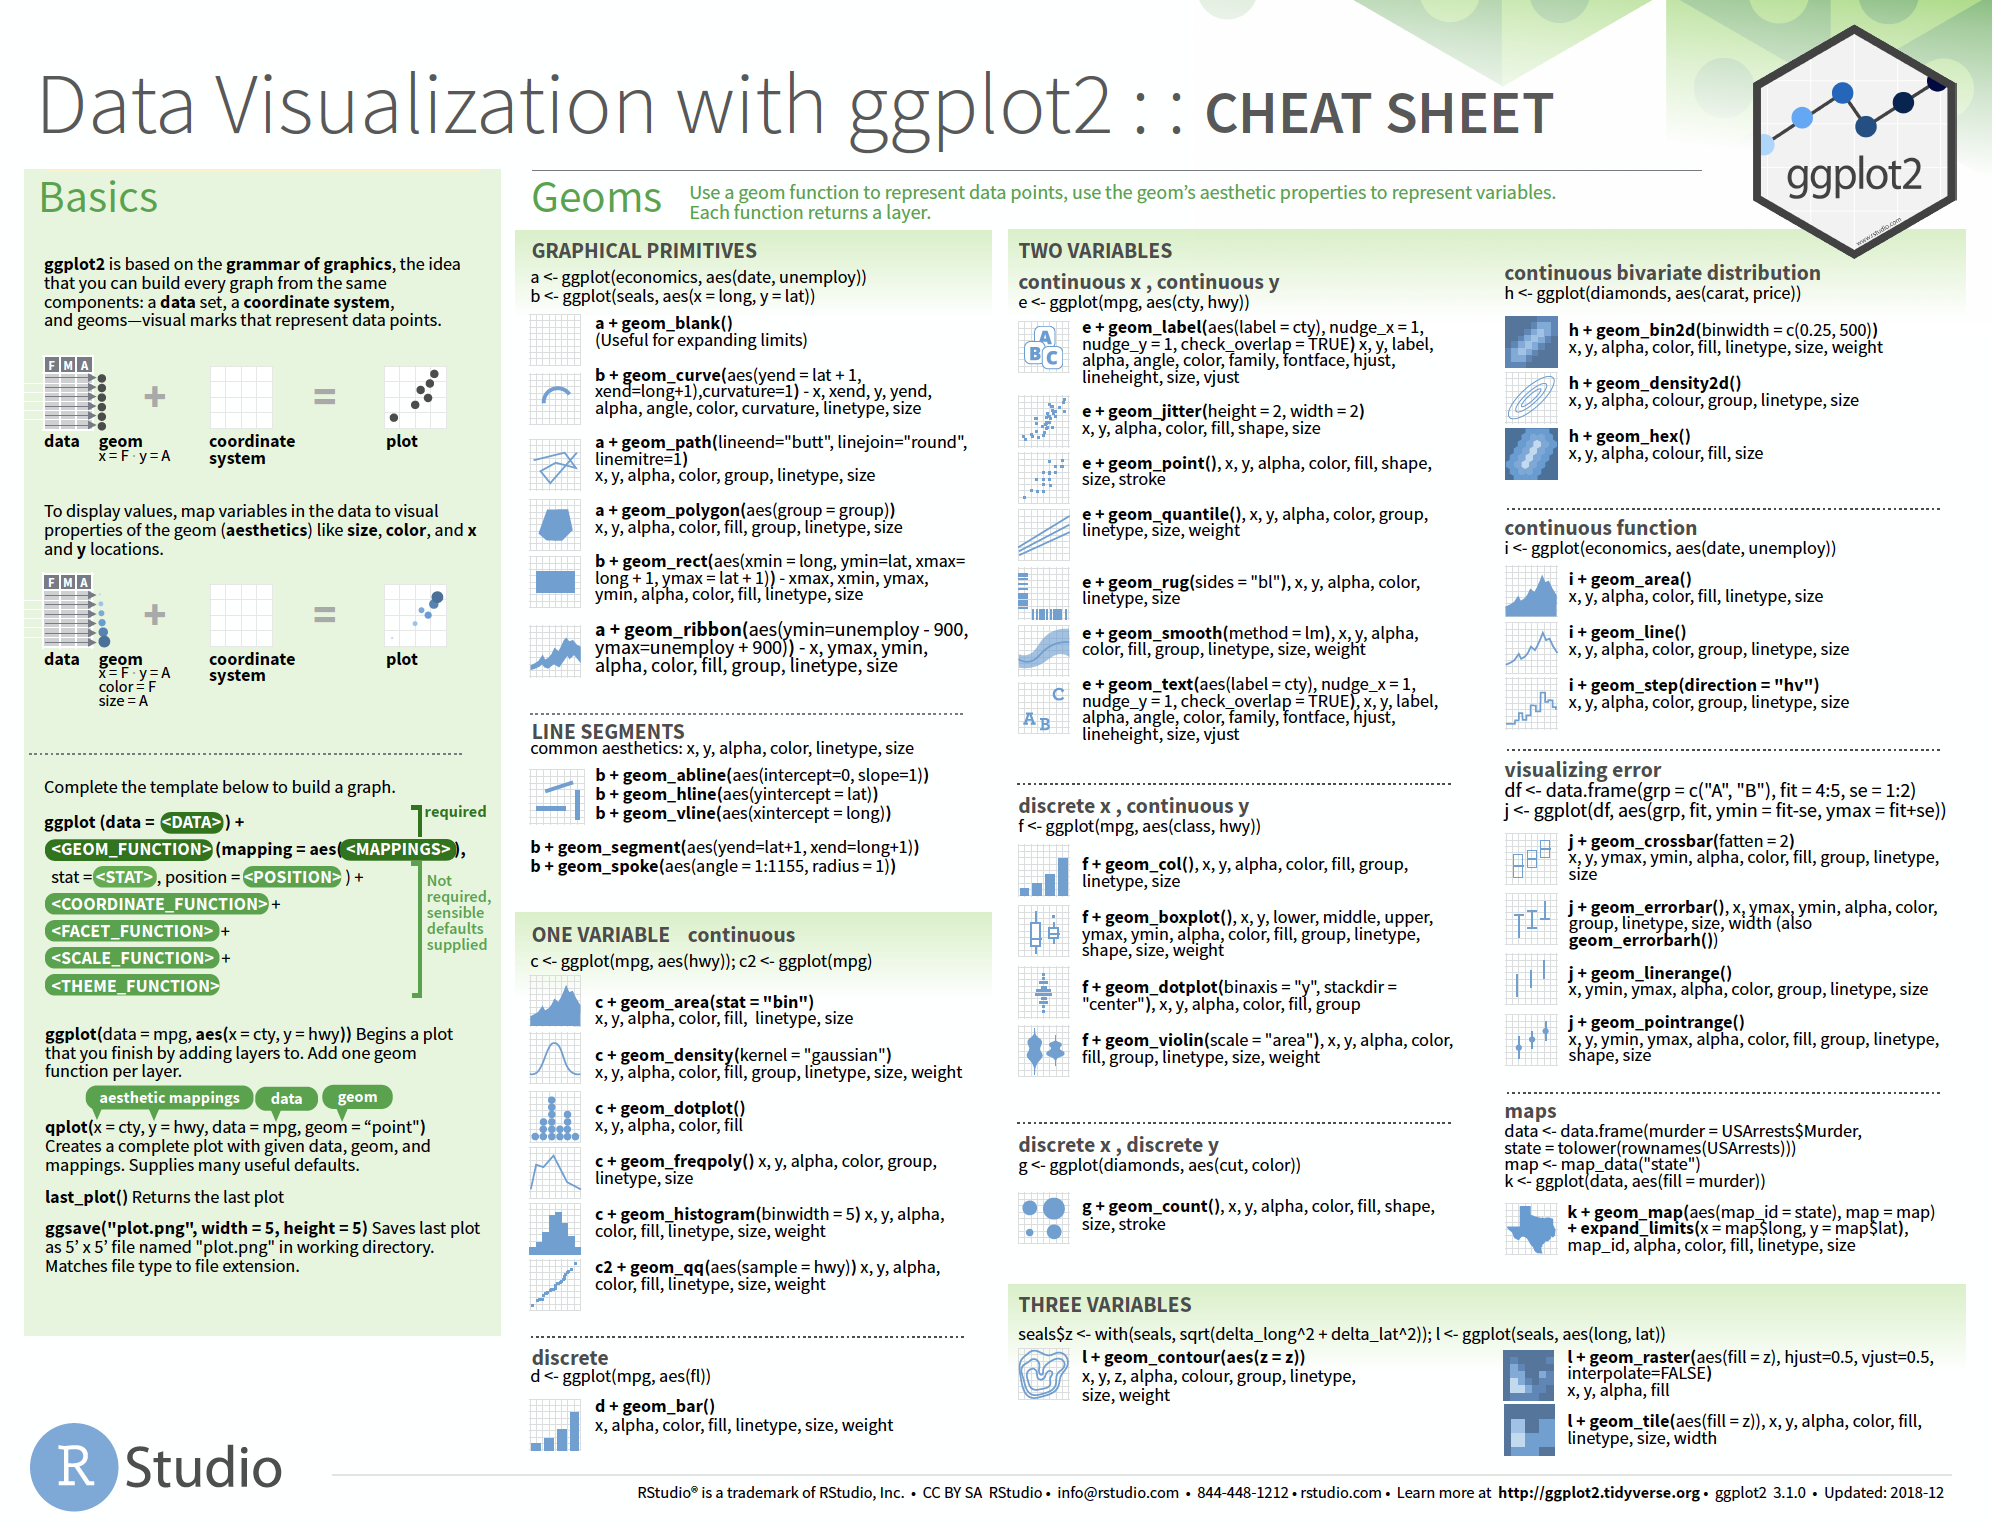 Data Visualization with ggplot2 : : CHEAT SHEET
ggplot2
www.rstudio.com
Basics
ggplot2 is based on the grammar of graphics, the idea
that you can build every graph from the same
components: a data set, a coordinate system,
and geoms—visual marks that represent data points.
F M A
+
=
data
geom
x = F · y = A
coordinate
system
plot
To display values, map variables in the data to visual
properties of the geom (aesthetics) like size, color, and x
and y locations.
F M A
+
=
data
geom
x = F · y = A
color = F
size = A
coordinate
system
plot
Complete the template below to build a graph.
required
ggplot (data = <DATA> ) +
<GEOM_FUNCTION> (mapping = aes( <MAPPINGS> ),
stat = <STAT> , position = <POSITION> ) +
<COORDINATE_FUNCTION> +
<FACET_FUNCTION> +
<SCALE_FUNCTION> +
<THEME_FUNCTION>
Not
required,
sensible
defaults
supplied
ggplot(data = mpg, aes(x = cty, y = hwy)) Begins a plot
that you finish by adding layers to. Add one geom
function per layer.
aesthetic mappings data geom
qplot(x = cty, y = hwy, data = mpg, geom = “point")
Creates a complete plot with given data, geom, and
mappings. Supplies many useful defaults.
last_plot() Returns the last plot
ggsave("plot.png", width = 5, height = 5) Saves last plot
as 5’ x 5’ file named "plot.png" in working directory.
Matches file type to file extension.
Geoms
Use a geom function to represent data points, use the geom’s aesthetic properties to represent variables.
Each function returns a layer.
GRAPHICAL PRIMITIVES
a <- ggplot(economics, aes(date, unemploy))
b <- ggplot(seals, aes(x = long, y = lat))
a + geom_blank()
(Useful for expanding limits)
b + geom_curve(aes(yend = lat + 1,
xend=long+1),curvature=1) - x, xend, y, yend,
alpha, angle, color, curvature, linetype, size
a + geom_path(lineend="butt", linejoin="round",
linemitre=1)
x, y, alpha, color, group, linetype, size
a + geom_polygon(aes(group = group))
x, y, alpha, color, fill, group, linetype, size
b + geom_rect(aes(xmin = long, ymin=lat, xmax=
long + 1, ymax = lat + 1)) - xmax, xmin, ymax,
ymin, alpha, color, fill, linetype, size
a + geom_ribbon(aes(ymin=unemploy - 900,
ymax=unemploy + 900)) - x, ymax, ymin,
alpha, color, fill, group, linetype, size
LINE SEGMENTS
common aesthetics: x, y, alpha, color, linetype, size
b + geom_abline(aes(intercept=0, slope=1))
b + geom_hline(aes(yintercept = lat))
b + geom_vline(aes(xintercept = long))
b + geom_segment(aes(yend=lat+1, xend=long+1))
b + geom_spoke(aes(angle = 1:1155, radius = 1))
ONE VARIABLE continuous
c <- ggplot(mpg, aes(hwy)); c2 <- ggplot(mpg)
c + geom_area(stat = "bin")
x, y, alpha, color, fill, linetype, size
c + geom_density(kernel = "gaussian")
x, y, alpha, color, fill, group, linetype, size, weight
c + geom_dotplot()
x, y, alpha, color, fill
c + geom_freqpoly() x, y, alpha, color, group,
linetype, size
c + geom_histogram(binwidth = 5) x, y, alpha,
color, fill, linetype, size, weight
c2 + geom_qq(aes(sample = hwy)) x, y, alpha,
color, fill, linetype, size, weight
discrete
d <- ggplot(mpg, aes(fl))
d + geom_bar()
x, alpha, color, fill, linetype, size, weight
TWO VARIABLES
continuous x , continuous y
e <- ggplot(mpg, aes(cty, hwy))
A
B C
e + geom_label(aes(label = cty), nudge_x = 1,
nudge_y = 1, check_overlap = TRUE) x, y, label,
alpha, angle, color, family, fontface, hjust,
lineheight, size, vjust
e + geom_jitter(height = 2, width = 2)
x, y, alpha, color, fill, shape, size
e + geom_point(), x, y, alpha, color, fill, shape,
size, stroke
e + geom_quantile(), x, y, alpha, color, group,
linetype, size, weight
e + geom_rug(sides = "bl"), x, y, alpha, color,
linetype, size
e + geom_smooth(method = lm), x, y, alpha,
color, fill, group, linetype, size, weight
C
A B
e + geom_text(aes(label = cty), nudge_x = 1,
nudge_y = 1, check_overlap = TRUE), x, y, label,
alpha, angle, color, family, fontface, hjust,
lineheight, size, vjust
discrete x , continuous y
f <- ggplot(mpg, aes(class, hwy))
f + geom_col(), x, y, alpha, color, fill, group,
linetype, size
f + geom_boxplot(), x, y, lower, middle, upper,
ymax, ymin, alpha, color, fill, group, linetype,
shape, size, weight
f + geom_dotplot(binaxis = "y", stackdir =
"center"), x, y, alpha, color, fill, group
f + geom_violin(scale = "area"), x, y, alpha, color,
fill, group, linetype, size, weight
discrete x , discrete y
g <- ggplot(diamonds, aes(cut, color))
g + geom_count(), x, y, alpha, color, fill, shape,
size, stroke
continuous bivariate distribution
h <- ggplot(diamonds, aes(carat, price))
h + geom_bin2d(binwidth = c(0.25, 500))
x, y, alpha, color, fill, linetype, size, weight
h + geom_density2d()
x, y, alpha, colour, group, linetype, size
h + geom_hex()
x, y, alpha, colour, fill, size
continuous function
i <- ggplot(economics, aes(date, unemploy))
i + geom_area()
x, y, alpha, color, fill, linetype, size
i + geom_line()
x, y, alpha, color, group, linetype, size
i + geom_step(direction = "hv")
x, y, alpha, color, group, linetype, size
visualizing error
df <- data.frame(grp = c("A", "B"), fit = 4:5, se = 1:2)
j <- ggplot(df, aes(grp, fit, ymin = fit-se, ymax = fit+se))
j + geom_crossbar(fatten = 2)
x, y, ymax, ymin, alpha, color, fill, group, linetype,
size
j + geom_errorbar(), x, ymax, ymin, alpha, color,
group, linetype, size, width (also
geom_errorbarh())
j + geom_linerange()
x, ymin, ymax, alpha, color, group, linetype, size
j + geom_pointrange()
x, y, ymin, ymax, alpha, color, fill, group, linetype,
shape, size
maps
data <- data.frame(murder = USArrests$Murder,
state = tolower(rownames(USArrests)))
map <- map_data("state")
k <- ggplot(data, aes(fill = murder))
k + geom_map(aes(map_id = state), map = map)
+ expand_limits(x = map$long, y = map$lat),
map_id, alpha, color, fill, linetype, size
THREE VARIABLES
seals$z <- with(seals, sqrt(delta_long^2 + delta_lat^2)); l <- ggplot(seals, aes(long, lat))
l + geom_contour(aes(z = z))
x, y, z, alpha, colour, group, linetype,
size, weight
l + geom_raster(aes(fill = z), hjust=0.5, vjust=0.5,
interpolate=FALSE)
x, y, alpha, fill
l + geom_tile(aes(fill = z)), x, y, alpha, color, fill,
linetype, size, width
R Studio
RStudio® is a trademark of RStudio, Inc. • CC BY SA RStudio • info@rstudio.com • 844-448-1212 • rstudio.com • Learn more at http://ggplot2.tidyverse.org • ggplot2 3.1.0 • Updated: 2018-12